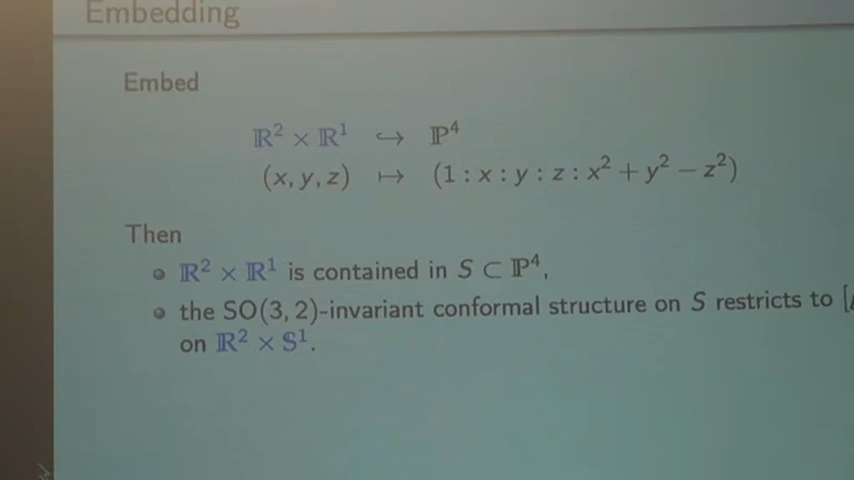 Embedding
Embed
ℝ² × ℝ¹ ↪ ℙ⁴
(x, y, z) ↦ (1 : x : y : z : x² + y² − z²)
Then
• ℝ² × ℝ¹ is contained in S ⊂ ℙ⁴,
• the SO(3, 2)-invariant conformal structure on S restricts to [
on ℝ² × 𝕊¹.